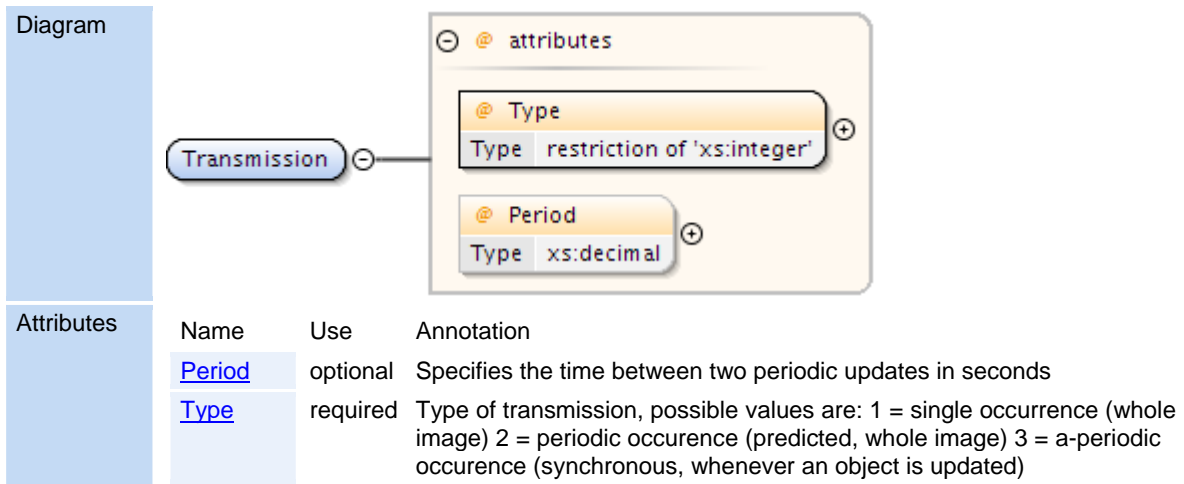 Diagram
@ attributes
@ Type
Type restriction of 'xs:integer'
Transmission
@ Period
Type xs:decimal
Attributes
Name Use Annotation
Period optional Specifies the time between two periodic updates in seconds
Type required Type of transmission, possible values are: 1 = single occurrence (whole
image) 2 = periodic occurence (predicted, whole image) 3 = a-periodic
occurence (synchronous, whenever an object is updated)